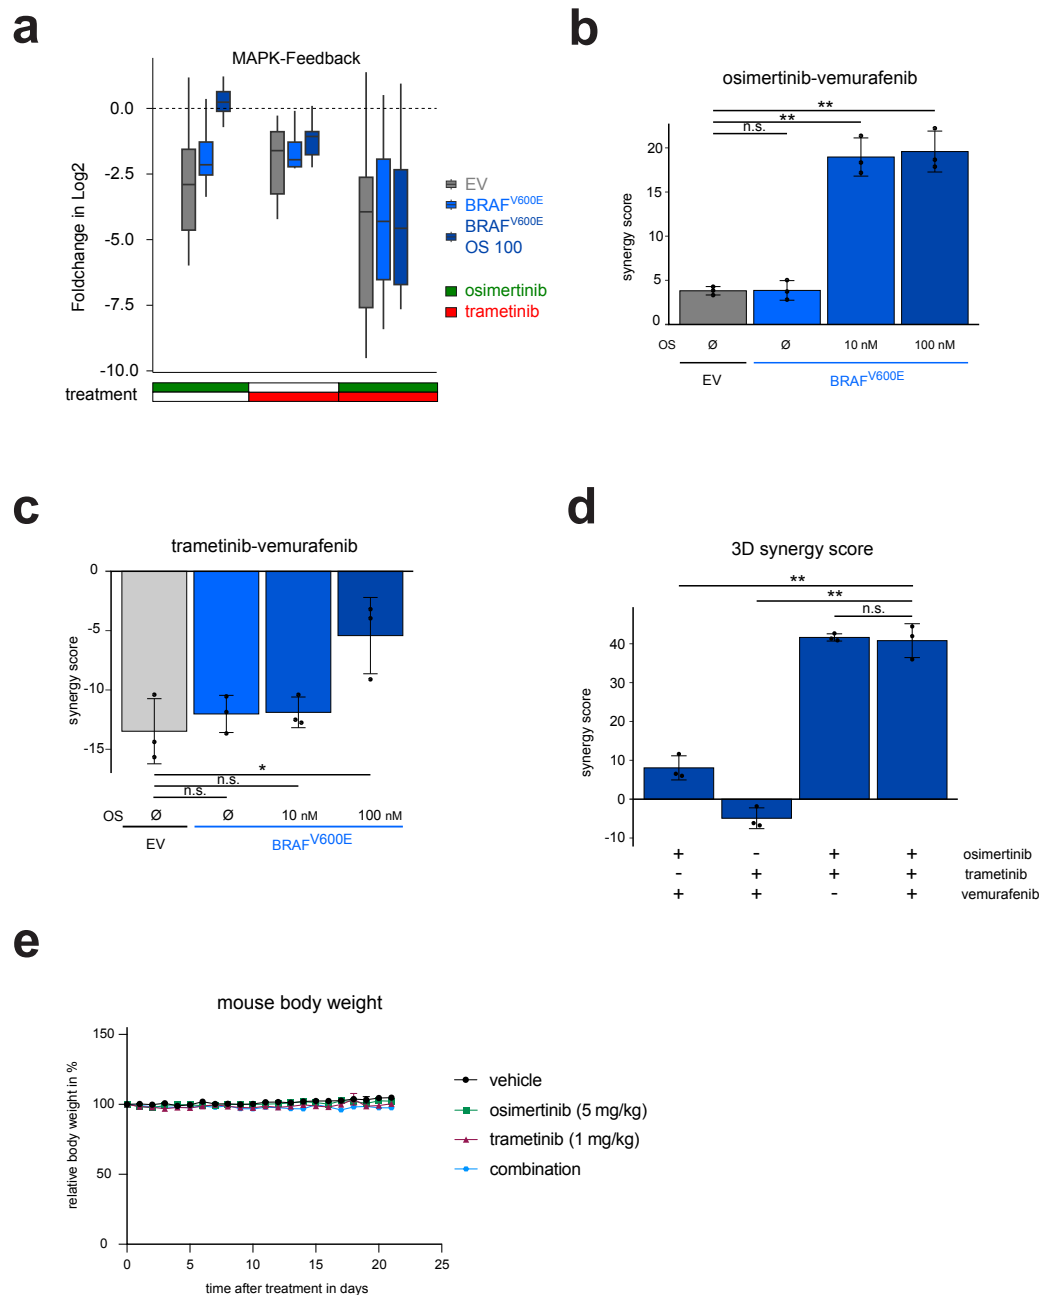 a
MAPK-Feedback
Foldchange in Log2
0.0
-2.5
-5.0
-7.5
-10.0
EV
BRAFV600E
BRAFV600E
OS 100
osimertinib
trametinib
treatment
b
osimertinib-vemurafenib
**
**
n.s.
synergy score
20
15
10
5
0
OS Ø Ø 10 nM 100 nM
EV BRAFV600E
c
trametinib-vemurafenib
synergy score
0
-5
-10
-15
*
n.s.
n.s.
OS Ø Ø 10 nM 100 nM
EV BRAFV600E
d
3D synergy score
**
**
n.s.
synergy score
40
20
10
0
-10
+ - + + osimertinib
- + + + trametinib
+ + - + vemurafenib
e
mouse body weight
relative body weight in %
150
100
50
0
0 5 10 15 20 25
time after treatment in days
vehicle
osimertinib (5 mg/kg)
trametinib (1 mg/kg)
combination